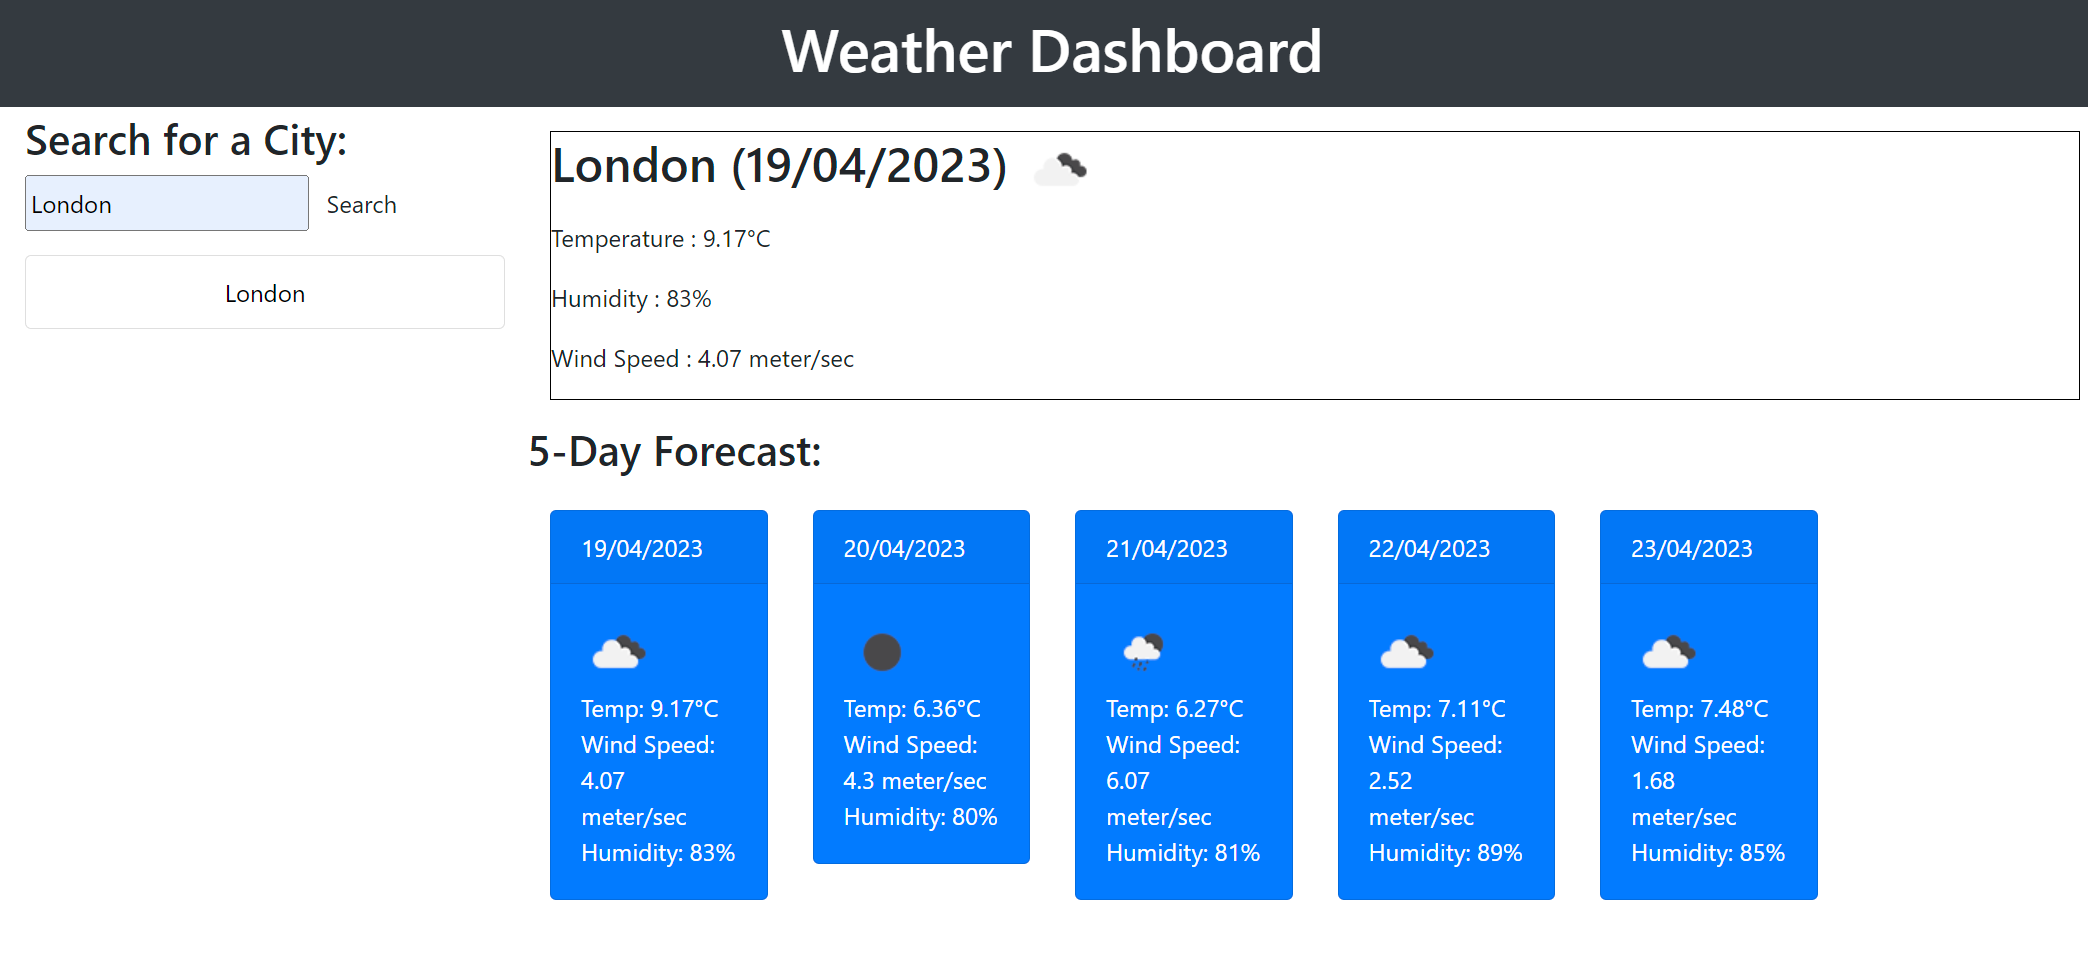 Weather Dashboard
Search for a City:
London
Search
London
London (19/04/2023)
Temperature : 9.17°C
Humidity : 83%
Wind Speed : 4.07 meter/sec
5-Day Forecast:
19/04/2023
Temp: 9.17°C
Wind Speed:
4.07
meter/sec
Humidity: 83%
20/04/2023
Temp: 6.36°C
Wind Speed:
4.3 meter/sec
Humidity: 80%
21/04/2023
Temp: 6.27°C
Wind Speed:
6.07
meter/sec
Humidity: 81%
22/04/2023
Temp: 7.11°C
Wind Speed:
2.52
meter/sec
Humidity: 89%
23/04/2023
Temp: 7.48°C
Wind Speed:
1.68
meter/sec
Humidity: 85%